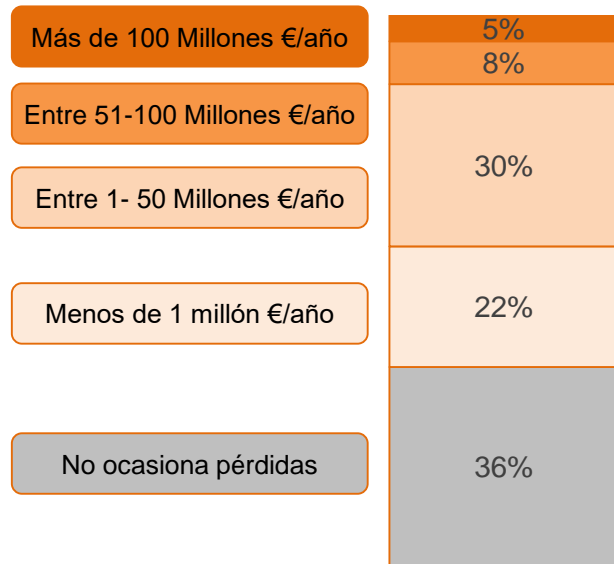 Más de 100 Millones €/año
5%
8%
Entre 51-100 Millones €/año
30%
Entre 1- 50 Millones €/año
Menos de 1 millón €/año
22%
No ocasiona pérdidas
36%